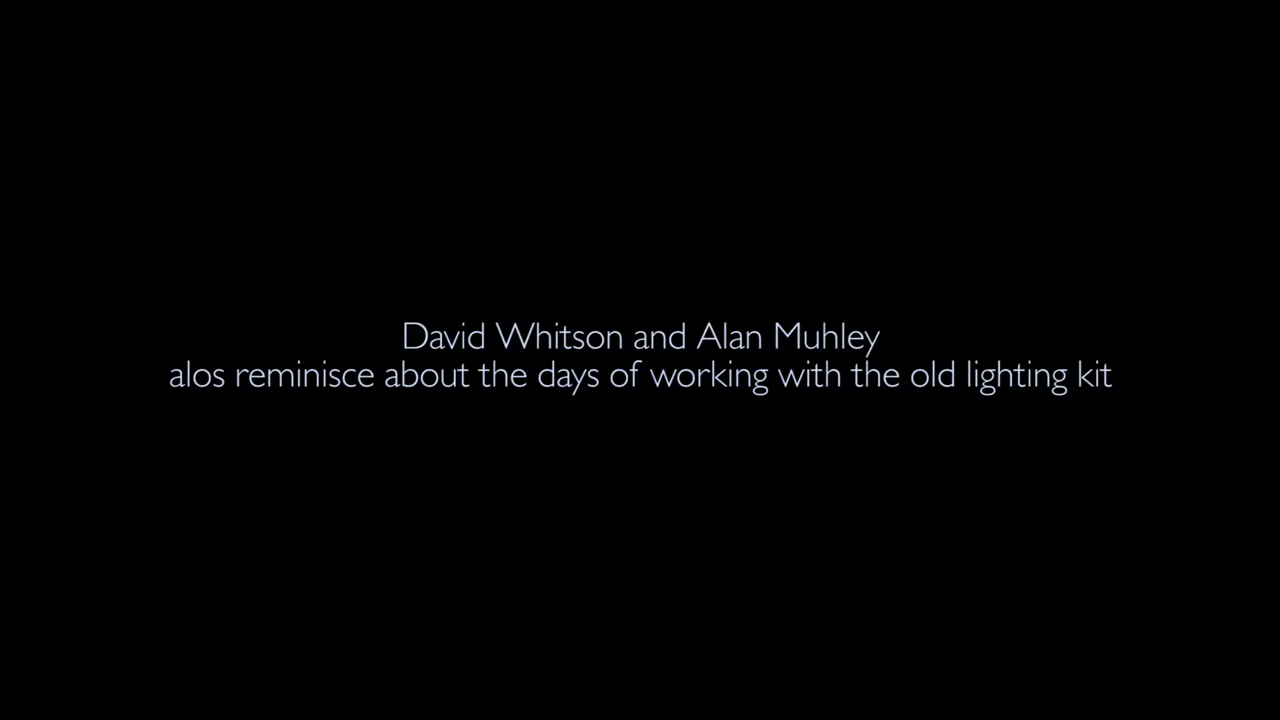 David Whitson and Alan Muhley
alos reminisce about the days of working with the old lighting kit